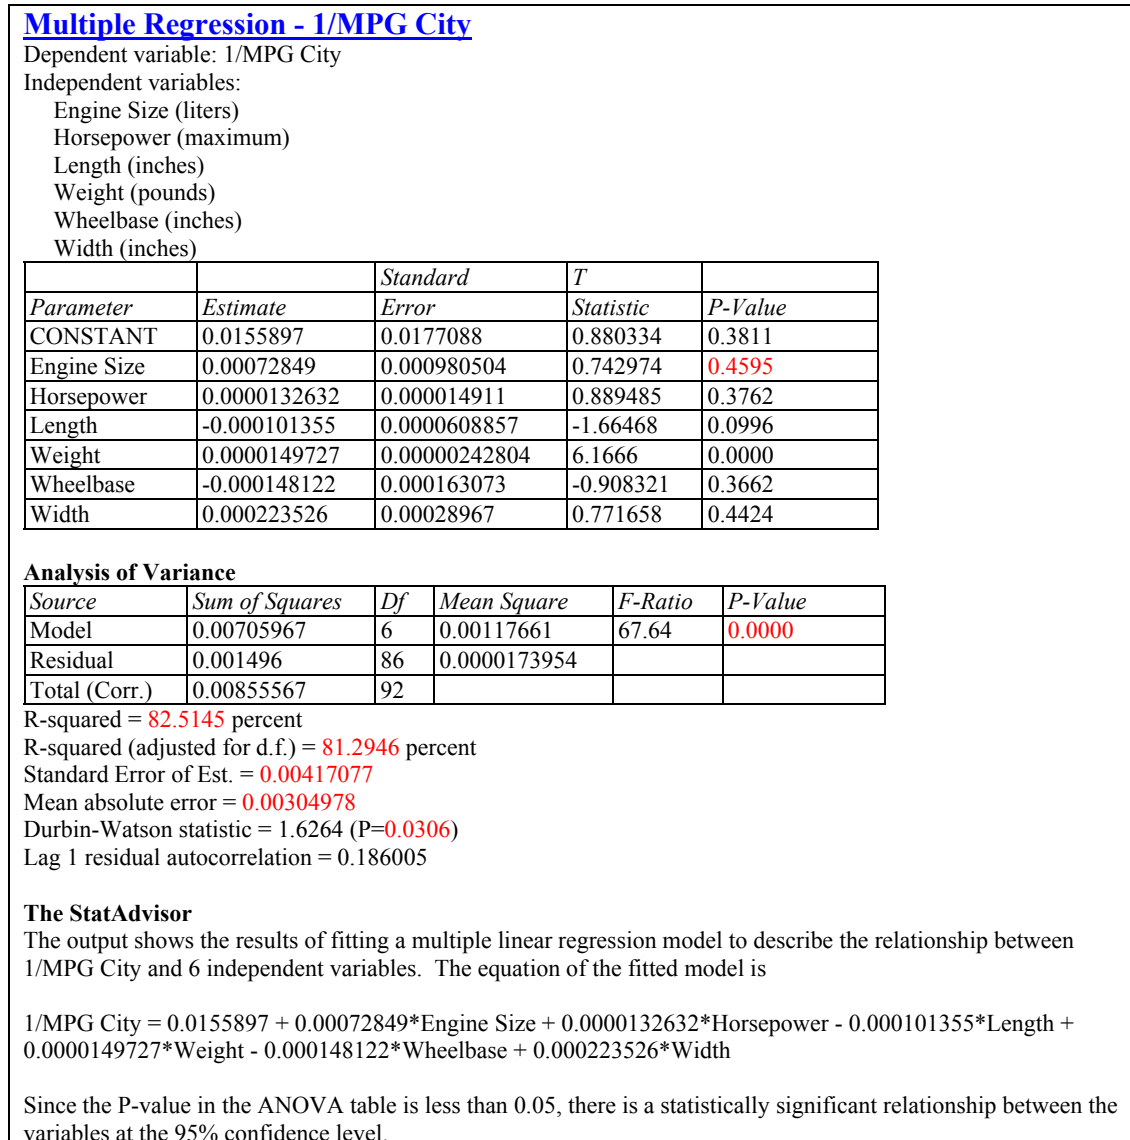 Multiple Regression - 1/MPG City
Dependent variable: 1/MPG City
Independent variables:
Engine Size (liters)
Horsepower (maximum)
Length (inches)
Weight (pounds)
Wheelbase (inches)
Width (inches)
Standard T
Parameter Estimate Error Statistic P-Value
CONSTANT 0.0155897 0.0177088 0.880334 0.3811
Engine Size 0.00072849 0.000980504 0.742974 0.4595
Horsepower 0.0000132632 0.000014911 0.889485 0.3762
Length -0.000101355 0.0000608857 -1.66468 0.0996
Weight 0.0000149727 0.00000242804 6.1666 0.0000
Wheelbase -0.000148122 0.000163073 -0.908321 0.3662
Width 0.000223526 0.00028967 0.771658 0.4424
Analysis of Variance
Source Sum of Squares Df Mean Square F-Ratio P-Value
Model 0.00705967 6 0.00117661 67.64 0.0000
Residual 0.001496 86 0.0000173954
Total (Corr.) 0.00855567 92
R-squared = 82.5145 percent
R-squared (adjusted for d.f.) = 81.2946 percent
Standard Error of Est. = 0.00417077
Mean absolute error = 0.00304978
Durbin-Watson statistic = 1.6264 (P=0.0306)
Lag 1 residual autocorrelation = 0.186005
The StatAdvisor
The output shows the results of fitting a multiple linear regression model to describe the relationship between
1/MPG City and 6 independent variables. The equation of the fitted model is
1/MPG City = 0.0155897 + 0.00072849*Engine Size + 0.0000132632*Horsepower - 0.000101355*Length +
0.0000149727*Weight - 0.000148122*Wheelbase + 0.000223526*Width
Since the P-value in the ANOVA table is less than 0.05, there is a statistically significant relationship between the
variables at the 95% confidence level.